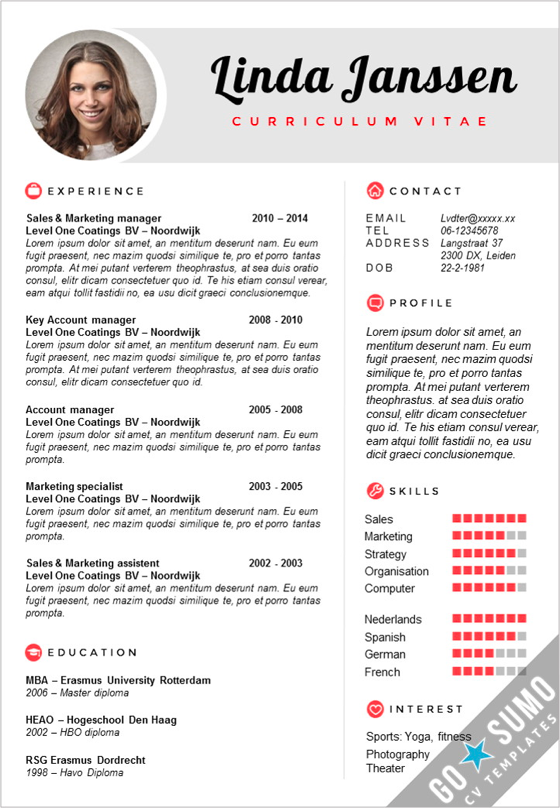 Linda Janssen
CURRICULUM VITAE
EXPERIENCE
Sales & Marketing manager 2010 – 2014
Level One Coatings BV – Noordwijk
Lorem ipsum dolor sit amet, an mentitum deserunt nam. Eu eum
fugit praesent, nec mazim quodsi similique te, pro et porro tantas
prompta. At mei putant verterem theophrastus, at sea duis oratio
consul, elitr dicam consectetuer quo id. Te his etiam consul verear,
eam atqui tollit fastidii no, ea usu dicit graeci conclusionemque.
Key Account manager 2008 - 2010
Level One Coatings BV – Noordwijk
Lorem ipsum dolor sit amet, an mentitum deserunt nam. Eu eum
fugit praesent, nec mazim quodsi similique te, pro et porro tantas
prompta. At mei putant verterem theophrastus, at sea duis oratio
consul, elitr dicam consectetuer quo id.
Account manager 2005 - 2008
Level One Coatings BV – Noordwijk
Lorem ipsum dolor sit amet, an mentitum deserunt nam. Eu eum
fugit praesent, nec mazim quodsi similique te, pro et porro tantas
prompta.
Marketing specialist 2003 - 2005
Level One Coatings BV – Noordwijk
Lorem ipsum dolor sit amet, an mentitum deserunt nam. Eu eum
fugit praesent, nec mazim quodsi similique te, pro et porro tantas
Sales & Marketing assistent 2002 - 2003
Level One Coatings BV – Noordwijk
Lorem ipsum dolor sit amet, an mentitum deserunt nam. Eu eum
fugit praesent, nec mazim quodsi similique te, pro et porro tantas
prompta.
EDUCATION
MBA – Erasmus University Rotterdam
2006 – Master diploma
HEAO – Hogeschool Den Haag
2002 – HBO diploma
RSG Erasmus Dordrecht
1998 – Havo Diploma
CONTACT
EMAIL Lvdter@xxxxx.xx
TEL 06-12345678
ADDRESS Langstraat 37
2300 DX, Leiden
DOB 22-2-1981
PROFILE
Lorem ipsum dolor sit amet, an
mentitum deserunt nam. Eu eum
fugit praesent, nec mazim quodsi
similique te, pro et porro tantas
prompta. At mei putant verterem
theophrastus. at sea duis oratio
consul, elitr dicam consectetuer
quo id. Te his etiam consul verear,
eam atqui tollit fastidii no, ea usu
dicit graeci conclusionemque.
SKILLS
Sales
Marketing
Strategy
Organisation
Computer
Nederlands
Spanish
German
French
INTEREST
Sports: Yoga, fitness
Photography
Theater
GO SUMO
CV TEMPLATES